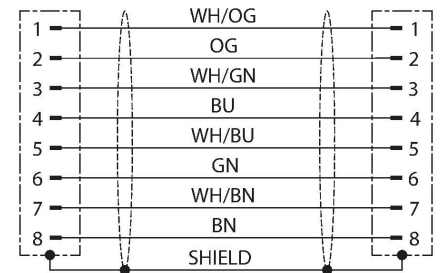 WH/OG
1 1
OG
2 2
WH/GN
3 3
BU
4 4
WH/BU
5 5
GN
6 6
WH/BN
7 7
BN
8 8
SHIELD